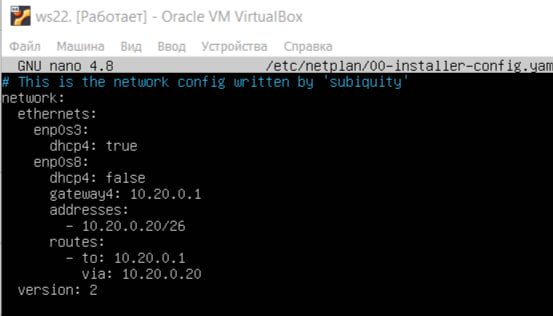 ws22. [Работает] - Oracle VM VirtualBox
Файл Машина Вид Ввод Устройства Справка
GNU nano 4.8 /etc/netplan/00-installer-config.yam
# This is the network config written by 'subiquity'
network:
  ethernets:
    enp0s3:
      dhcp4: true
    enp0s8:
      dhcp4: false
      gateway4: 10.20.0.1
      addresses:
        - 10.20.0.20/26
      routes:
        - to: 10.20.0.1
          via: 10.20.0.20
  version: 2